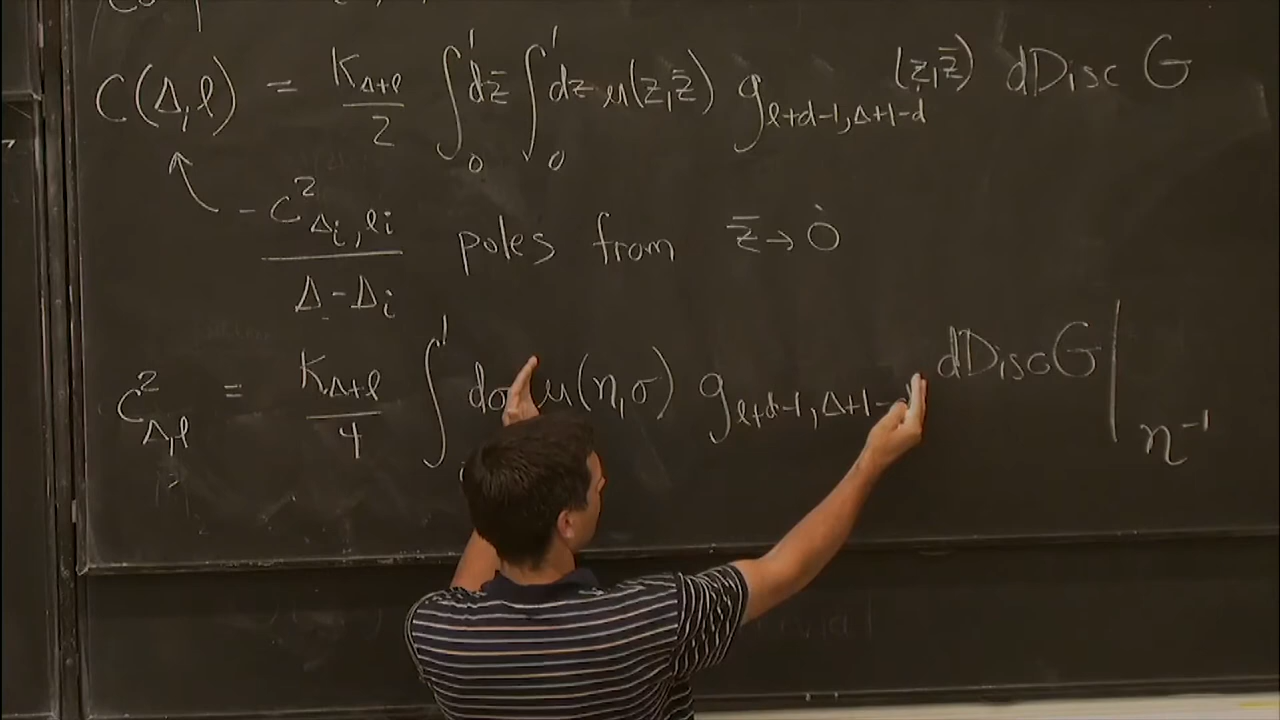 C(Δ,ℓ) = K_{Δ+ℓ}/2 ∫_0^1 dz̄ ∫_0^1 dz μ(z,z̄) g_{ℓ+d-1,Δ+1-d}(z,z̄) dDisc G
- C²_{Δi,ℓi} / (Δ-Δi) poles from z̄→0
C²_{Δ,ℓ} = K_{Δ+ℓ}/4 ∫^1 dσ μ(η,σ) g_{ℓ+d-1,Δ+1-d} dDisc G |_{η^{-1}}